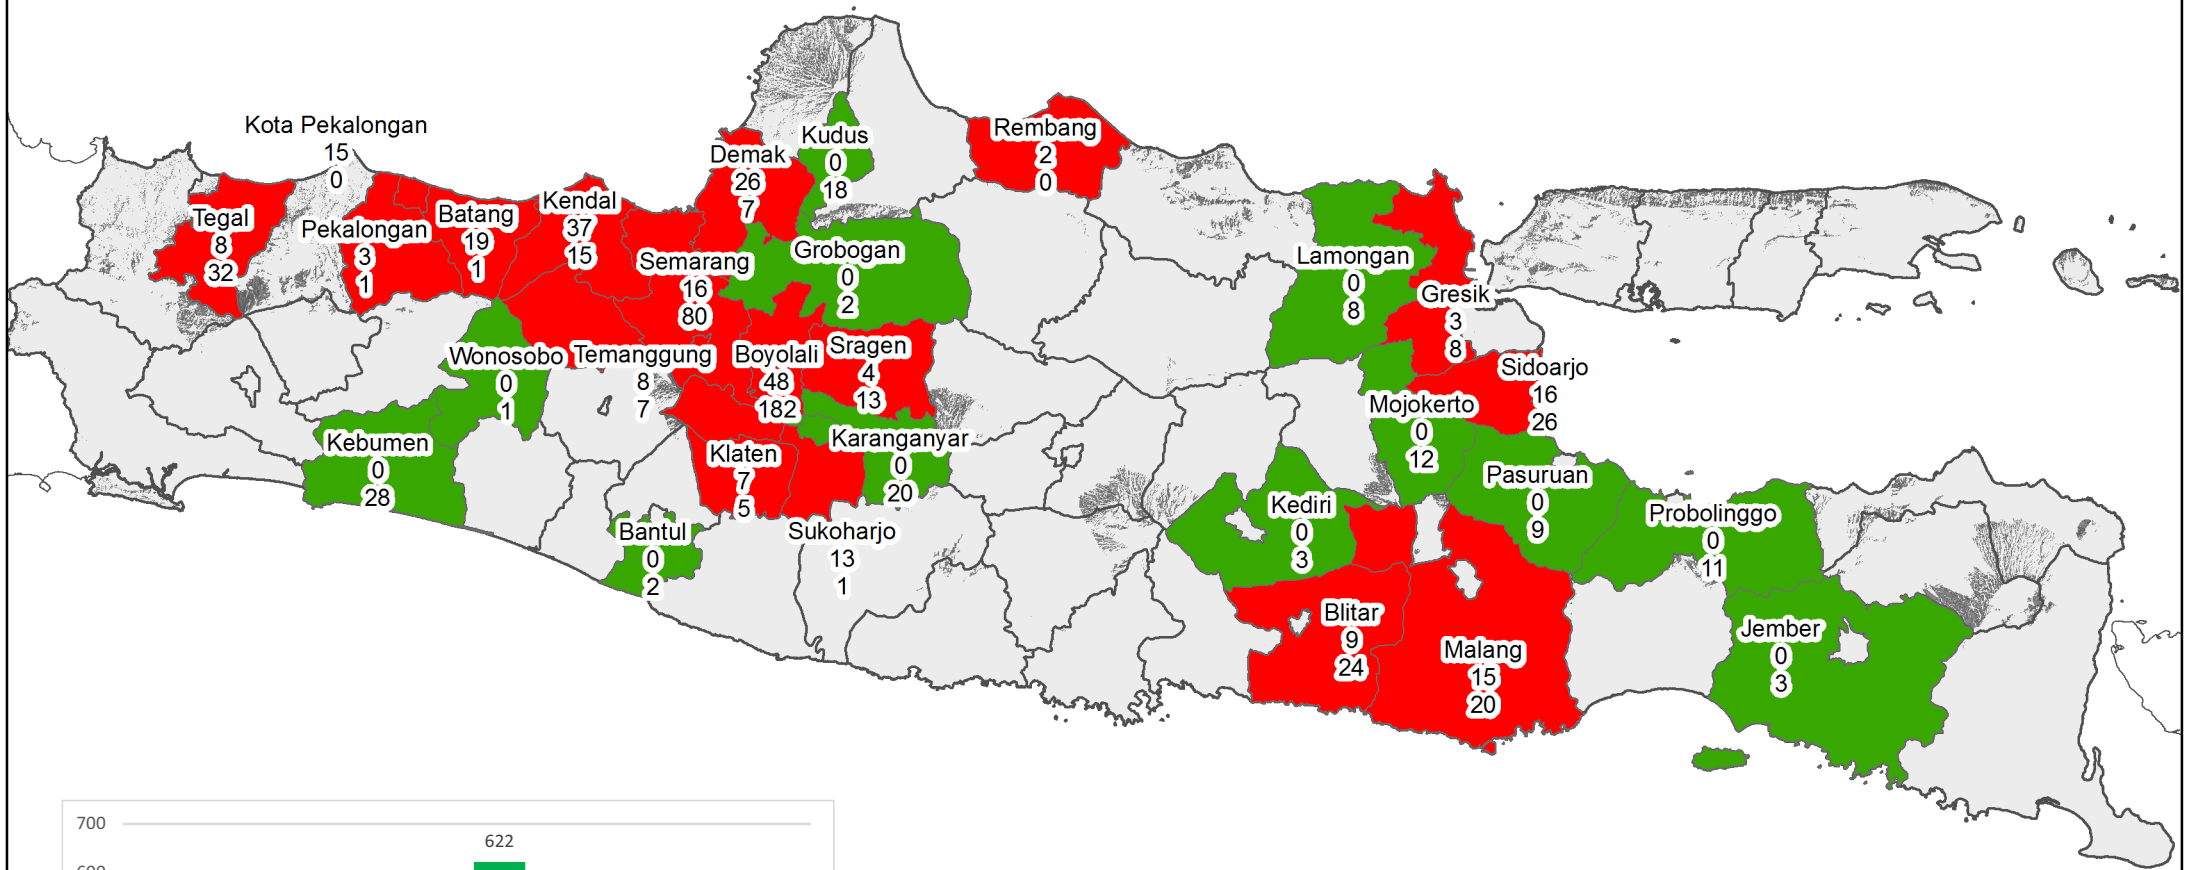 Kota Pekalongan
15
0
Tegal
8
32
Pekalongan
3
1
Batang
19
1
Kendal
37
15
Demak
26
7
Kudus
0
18
Rembang
2
0
Semarang
16
80
Grobogan
0
2
Lamongan
0
8
Gresik
3
8
Wonosobo
0
1
Temanggung
8
7
Boyolali
48
182
Sragen
4
13
Sidoarjo
16
26
Mojokerto
0
12
Kebumen
0
28
Klaten
7
5
Karanganyar
0
20
Pasuruan
0
9
Bantul
0
2
Sukoharjo
13
1
Kediri
0
3
Probolinggo
0
11
Blitar
9
24
Malang
15
20
Jember
0
3
700
622